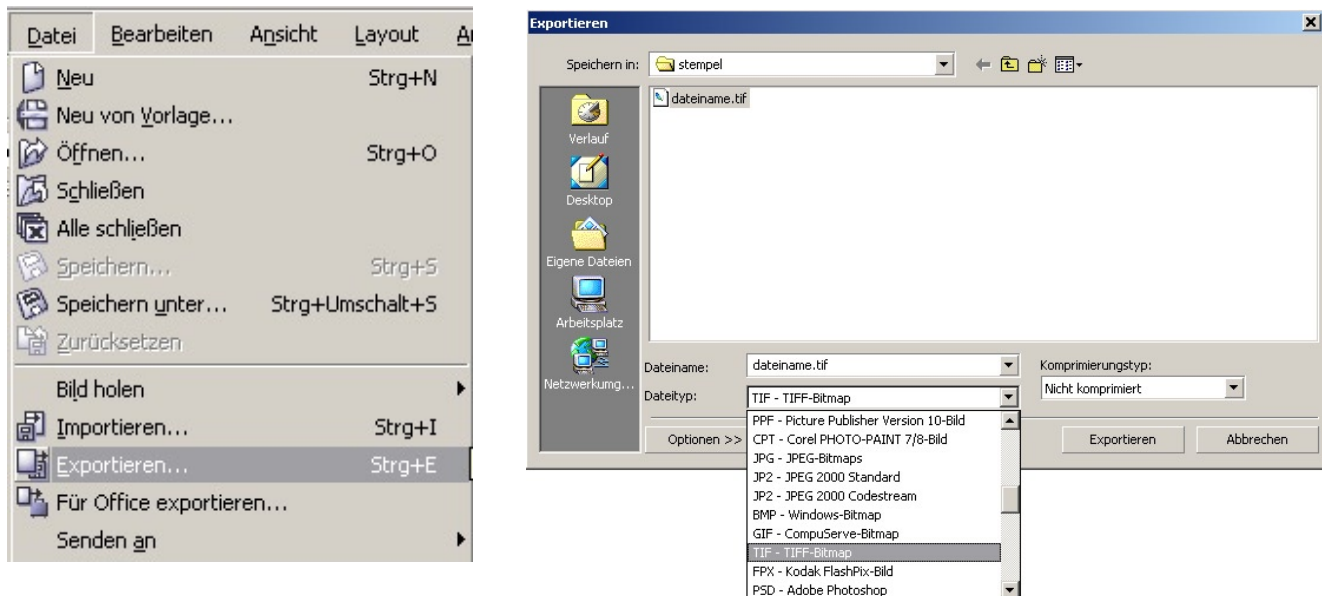 Datei Bearbeiten Ansicht Layout
Neu Strg+N
Neu von Vorlage...
Öffnen... Strg+O
Schließen
Alle schließen
Speichern... Strg+S
Speichern unter... Strg+Umschalt+S
Zurücksetzen
Bild holen
Importieren... Strg+I
Exportieren... Strg+E
Für Office exportieren...
Senden an
Exportieren
Speichern in: stempel
dateiname.tif
Verlauf
Desktop
Eigene Dateien
Arbeitsplatz
Netzwerkumg...
Dateiname: dateiname.tif
Komprimierungstyp:
Dateityp: TIF - TIFF-Bitmap
Nicht komprimiert
Optionen >>
Exportieren Abbrechen
PPF - Picture Publisher Version 10-Bild
CPT - Corel PHOTO-PAINT 7/8-Bild
JPG - JPEG-Bitmaps
JP2 - JPEG 2000 Standard
JP2 - JPEG 2000 Codestream
BMP - Windows-Bitmap
GIF - CompuServe-Bitmap
TIF - TIFF-Bitmap
FPX - Kodak FlashPix-Bild
PSD - Adobe Photoshop